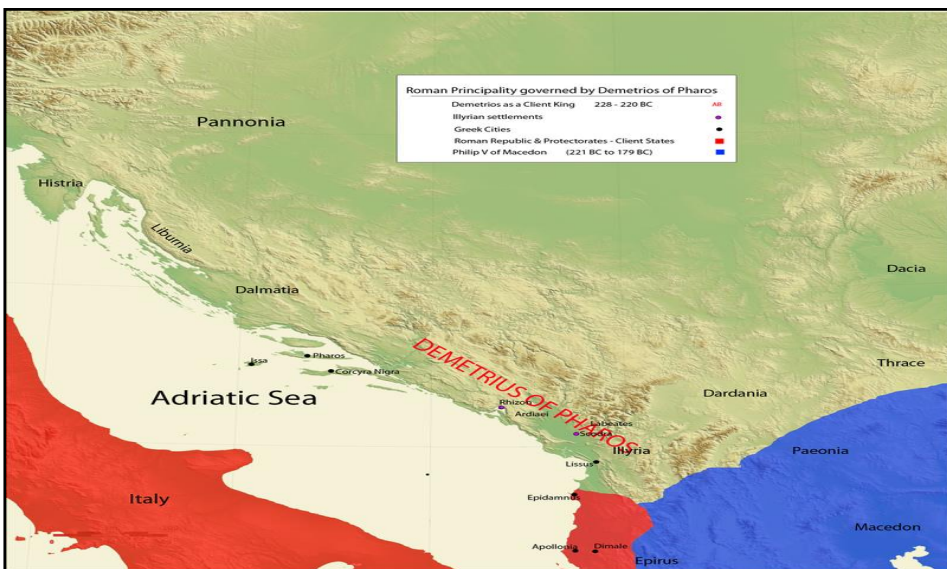 Roman Principality governed by Demetrios of Pharos
Demetrios as a Client King 228 - 220 BC AB
Illyrian settlements
Greek Cities
Roman Republic & Protectorates - Client States
Philip V of Macedon (221 BC to 179 BC)
Pannonia
Histria
Liburnia
Dalmatia
Dacia
Issa
Pharos
Corcyra Nigra
Thrace
DEMETRIUS OF PHAROS
Adriatic Sea
Dardania
Rhizon
Ardiaei
Labeates
Scodra
Illyria
Paeonia
Lissus
Italy
Epidamnus
Macedon
Apollonia
Dimale
Epirus